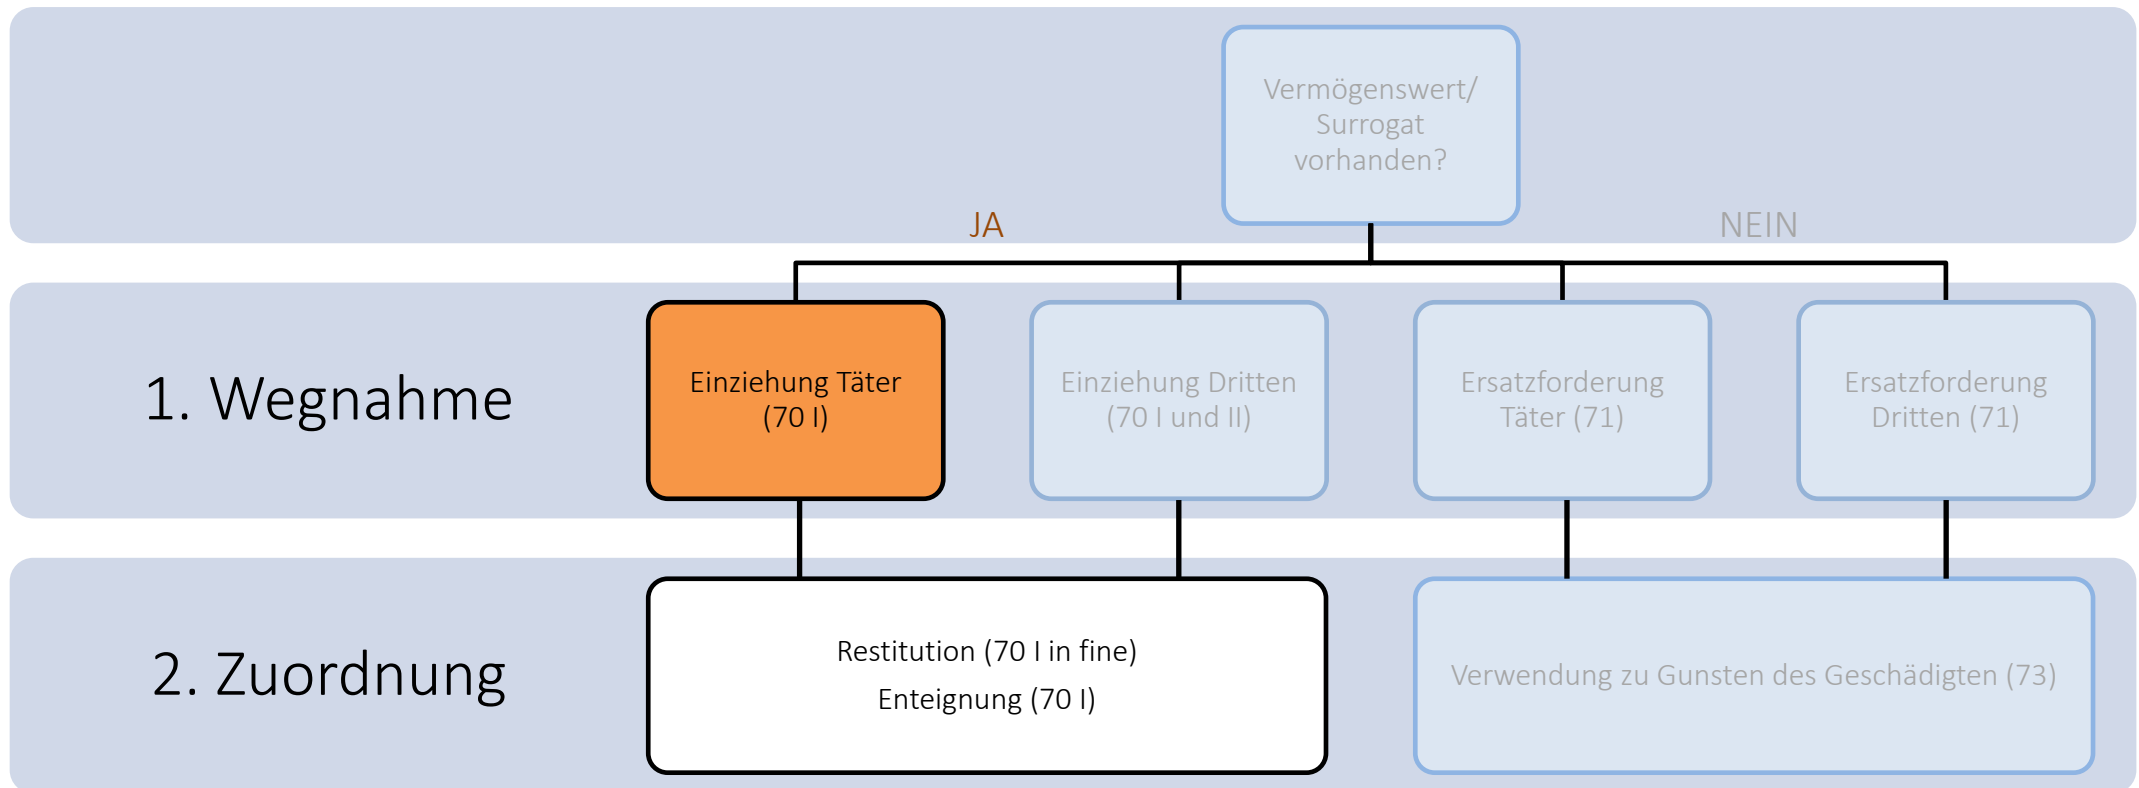 Vermögenswert/
Surrogat
vorhanden?
JA
NEIN
1. Wegnahme
Einziehung Täter
(70 I)
Einziehung Dritten
(70 I und II)
Ersatzforderung
Täter (71)
Ersatzforderung
Dritten (71)
2. Zuordnung
Restitution (70 I in fine)
Enteignung (70 I)
Verwendung zu Gunsten des Geschädigten (73)